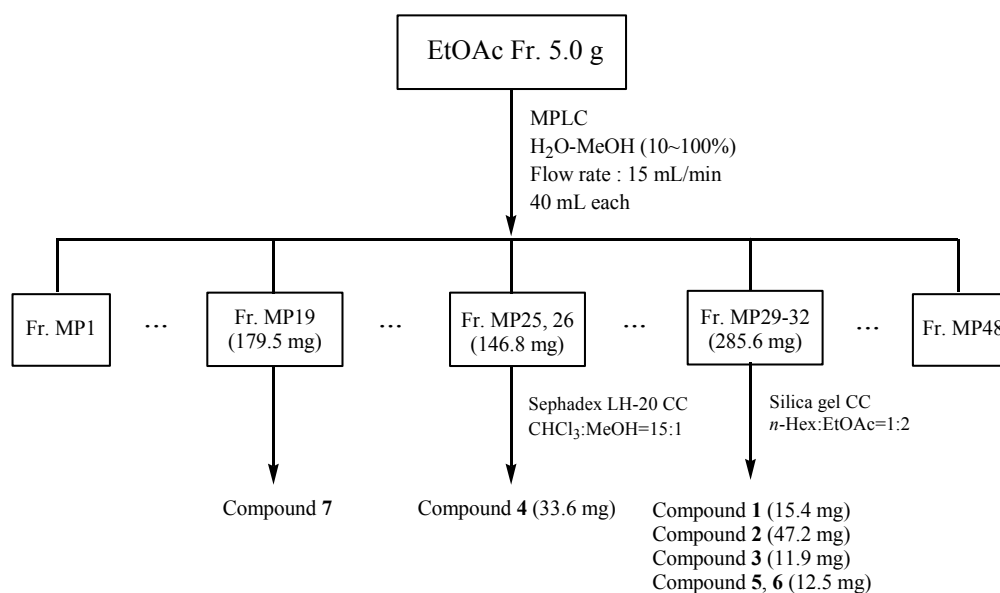 EtOAc Fr. 5.0 g
MPLC
H₂O-MeOH (10~100%)
Flow rate : 15 mL/min
40 mL each
Fr. MP1
...
Fr. MP19
(179.5 mg)
...
Fr. MP25, 26
(146.8 mg)
...
Fr. MP29-32
(285.6 mg)
...
Fr. MP48
Sephadex LH-20 CC
CHCl₃:MeOH=15:1
Silica gel CC
n-Hex:EtOAc=1:2
Compound 7
Compound 4 (33.6 mg)
Compound 1 (15.4 mg)
Compound 2 (47.2 mg)
Compound 3 (11.9 mg)
Compound 5, 6 (12.5 mg)